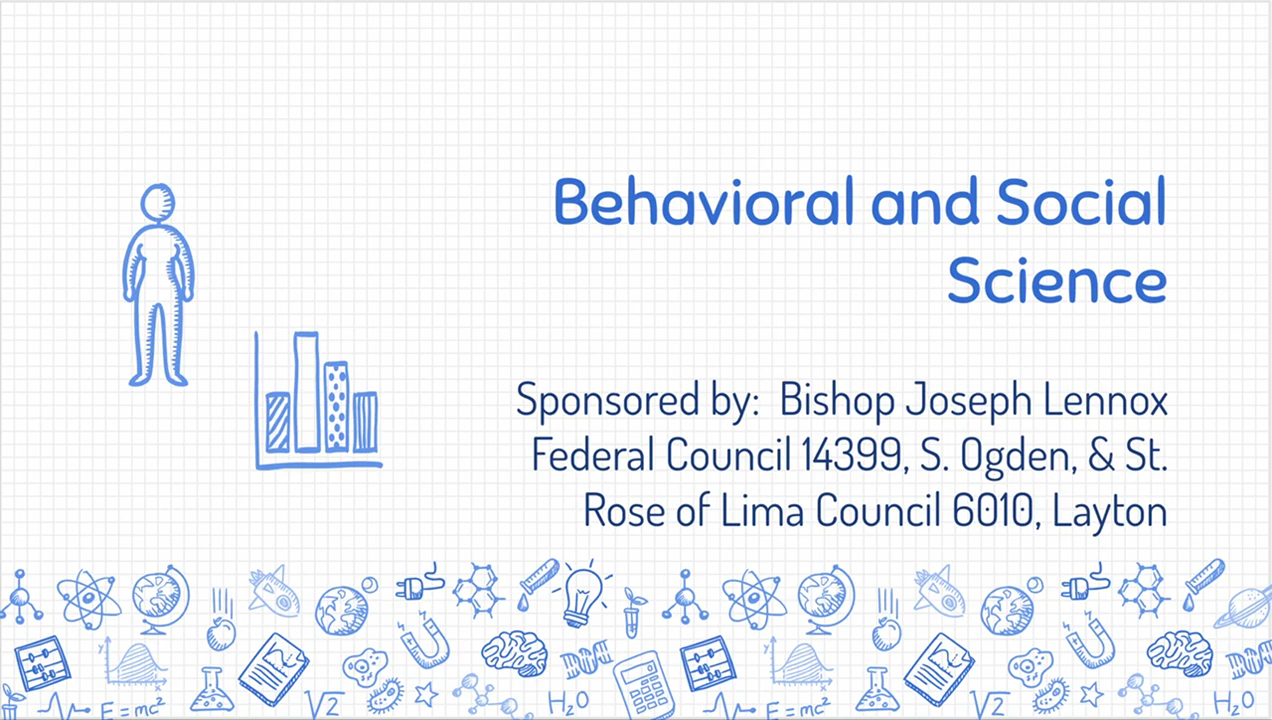 Behavioral and Social
Science
Sponsored by: Bishop Joseph Lennox
Federal Council 14399, S. Ogden, & St.
Rose of Lima Council 6010, Layton
y
x
y
x
E=mc²
√2
H₂O
E=mc²
√2
H₂O